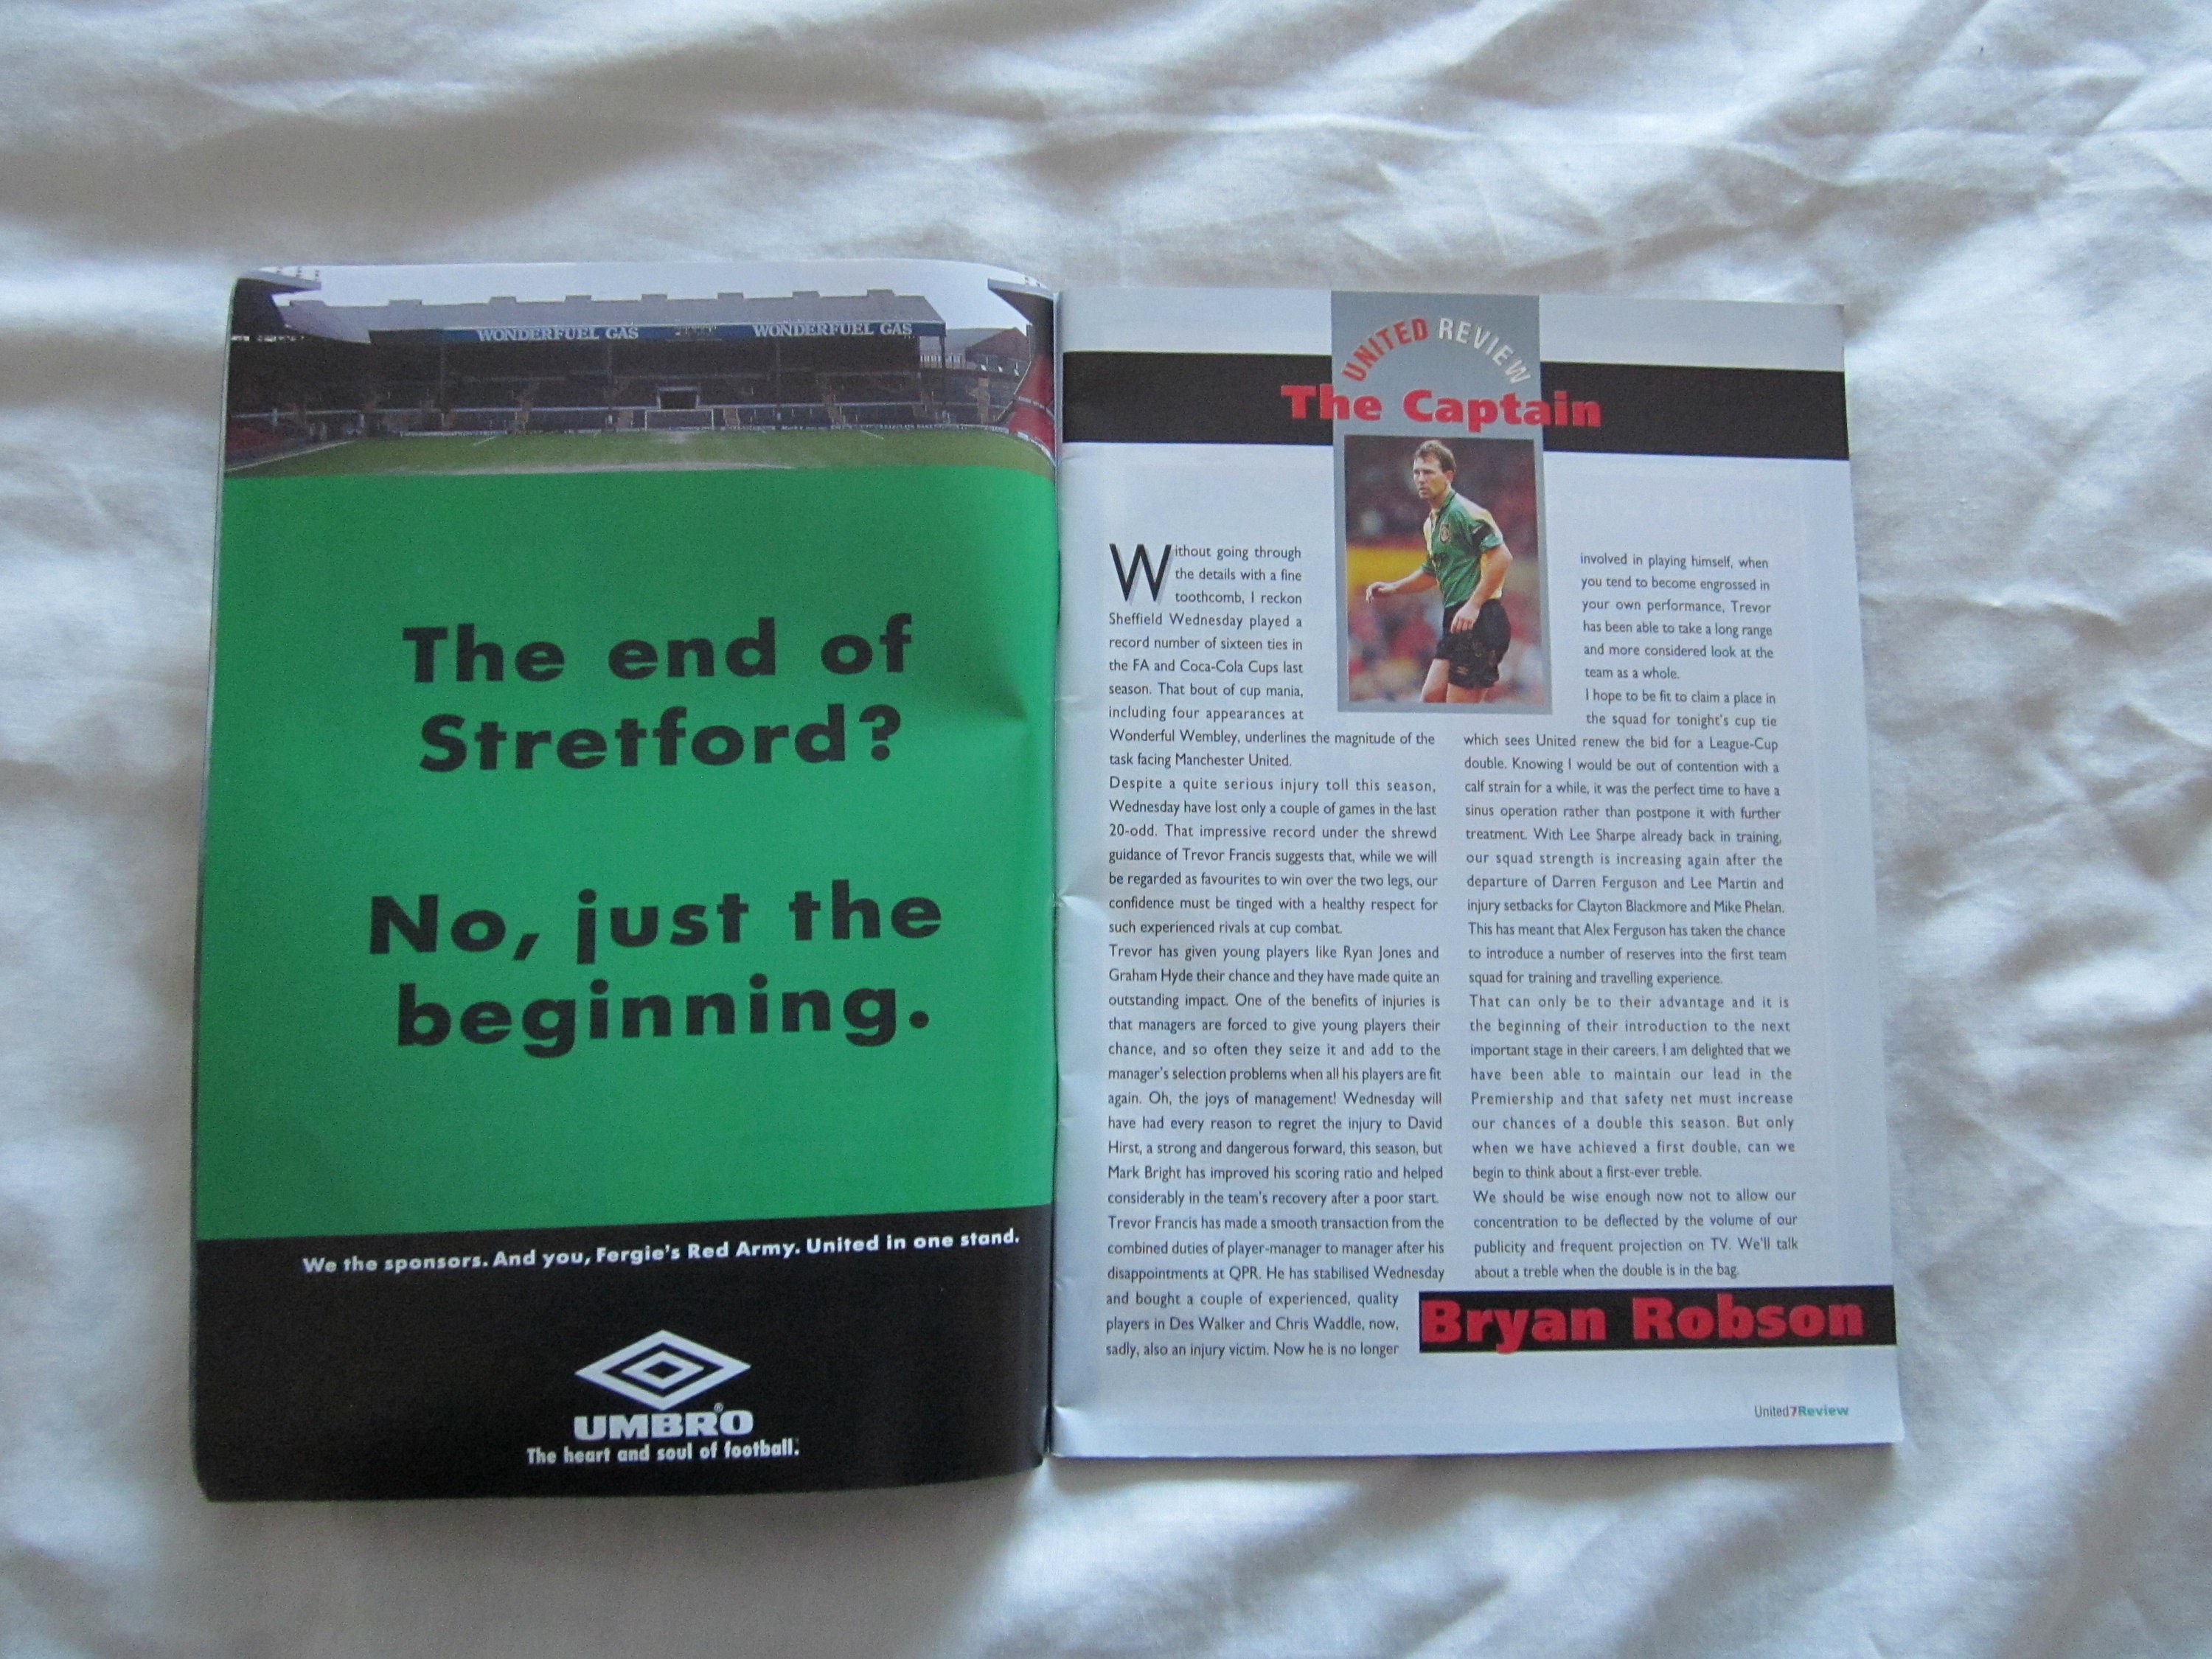 WONDERFUEL GAS WONDERFUEL GAS
The end of
Stretford?
No, just the
beginning.
We the sponsors. And you, Fergie's Red Army. United in one stand.
UMBRO®
The heart and soul of football.
UNITED REVIEW
The Captain
Without going through
the details with a fine
toothcomb, I reckon
Sheffield Wednesday played a
record number of sixteen ties in
the FA and Coca-Cola Cups last
season. That bout of cup mania,
including four appearances at
Wonderful Wembley, underlines the magnitude of the
task facing Manchester United.
Despite a quite serious injury toll this season,
Wednesday have lost only a couple of games in the last
20-odd. That impressive record under the shrewd
guidance of Trevor Francis suggests that, while we will
be regarded as favourites to win over the two legs, our
confidence must be tinged with a healthy respect for
such experienced rivals at cup combat.
Trevor has given young players like Ryan Jones and
Graham Hyde their chance and they have made quite an
outstanding impact. One of the benefits of injuries is
that managers are forced to give young players their
chance, and so often they seize it and add to the
manager's selection problems when all his players are fit
again. Oh, the joys of management! Wednesday will
have had every reason to regret the injury to David
Hirst, a strong and dangerous forward, this season, but
Mark Bright has improved his scoring ratio and helped
considerably in the team's recovery after a poor start.
Trevor Francis has made a smooth transaction from the
combined duties of player-manager to manager after his
disappointments at QPR. He has stabilised Wednesday
and bought a couple of experienced, quality
players in Des Walker and Chris Waddle, now,
sadly, also an injury victim. Now he is no longer
involved in playing himself, when
you tend to become engrossed in
your own performance, Trevor
has been able to take a long range
and more considered look at the
team as a whole.
I hope to be fit to claim a place in
the squad for tonight's cup tie
which sees United renew the bid for a League-Cup
double. Knowing I would be out of contention with a
calf strain for a while, it was the perfect time to have a
sinus operation rather than postpone it with further
treatment. With Lee Sharpe already back in training,
our squad strength is increasing again after the
departure of Darren Ferguson and Lee Martin and
injury setbacks for Clayton Blackmore and Mike Phelan.
This has meant that Alex Ferguson has taken the chance
to introduce a number of reserves into the first team
squad for training and travelling experience.
That can only be to their advantage and it is
the beginning of their introduction to the next
important stage in their careers. I am delighted that we
have been able to maintain our lead in the
Premiership and that safety net must increase
our chances of a double this season. But only
when we have achieved a first double, can we
begin to think about a first-ever treble.
We should be wise enough now not to allow our
concentration to be deflected by the volume of our
publicity and frequent projection on TV. We'll talk
about a treble when the double is in the bag.
Bryan Robson
United7Review